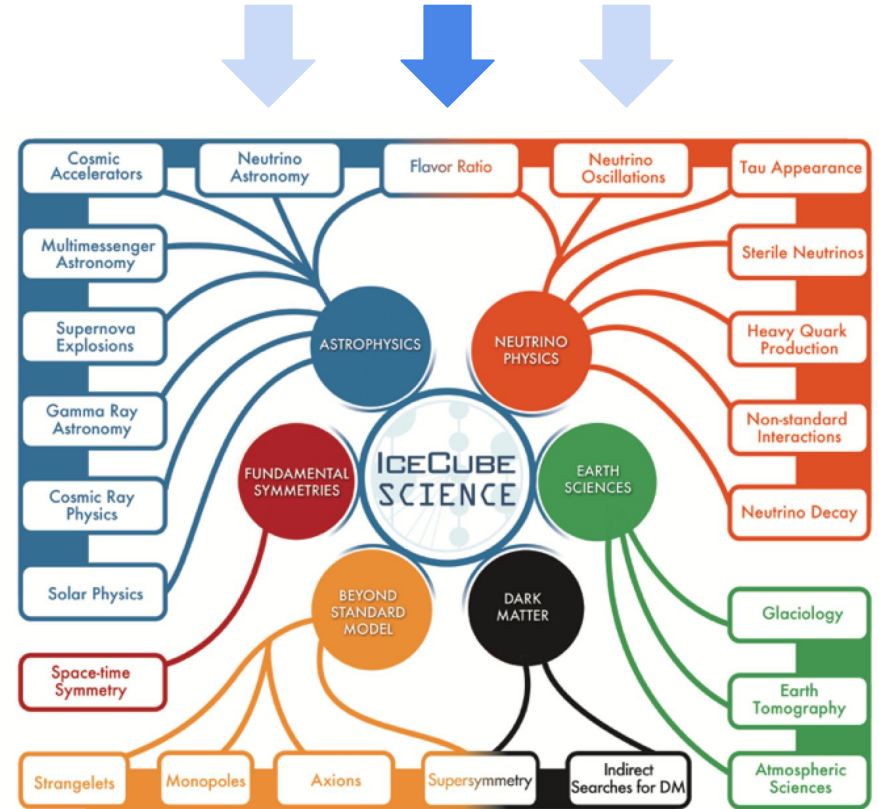 Cosmic
Accelerators
Neutrino
Astronomy
Flavor Ratio
Neutrino
Oscillations
Tau Appearance
Multimessenger
Astronomy
Sterile Neutrinos
Supernova
Explosions
ASTROPHYSICS
NEUTRINO
PHYSICS
Heavy Quark
Production
Gamma Ray
Astronomy
Non-standard
Interactions
FUNDAMENTAL
SYMMETRIES
ICECUBE
SCIENCE
EARTH
SCIENCES
Cosmic Ray
Physics
Neutrino Decay
Solar Physics
BEYOND
STANDARD
MODEL
DARK
MATTER
Glaciology
Space-time
Symmetry
Earth
Tomography
Strangelets
Monopoles
Axions
Supersymmetry
Indirect
Searches for DM
Atmospheric
Sciences